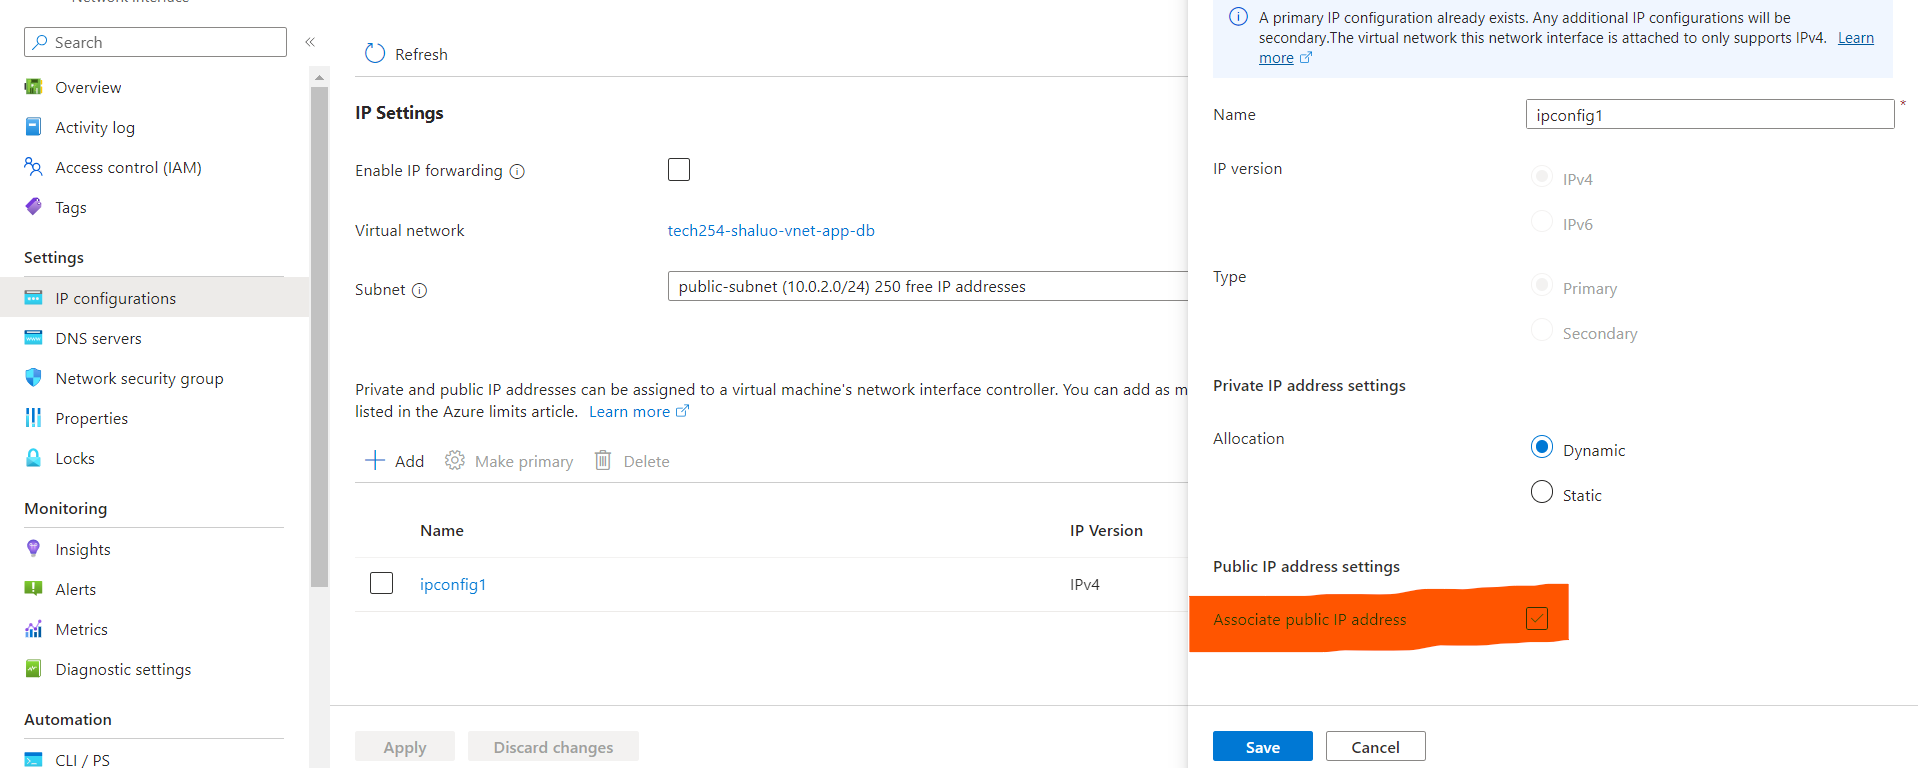 Network interface
Search
«
Overview
Activity log
Access control (IAM)
Tags
Settings
IP configurations
DNS servers
Network security group
Properties
Locks
Monitoring
Insights
Alerts
Metrics
Diagnostic settings
Automation
CLI / PS
Refresh
IP Settings
Enable IP forwarding
Virtual network
tech254-shaluo-vnet-app-db
Subnet
public-subnet (10.0.2.0/24) 250 free IP addresses
Private and public IP addresses can be assigned to a virtual machine's network interface controller. You can add as m
listed in the Azure limits article. Learn more
Add Make primary Delete
Name IP Version
ipconfig1 IPv4
Apply Discard changes
A primary IP configuration already exists. Any additional IP configurations will be
secondary.The virtual network this network interface is attached to only supports IPv4. Learn
more
Name
ipconfig1 *
IP version
IPv4
IPv6
Type
Primary
Secondary
Private IP address settings
Allocation
Dynamic
Static
Public IP address settings
Associate public IP address
Save Cancel